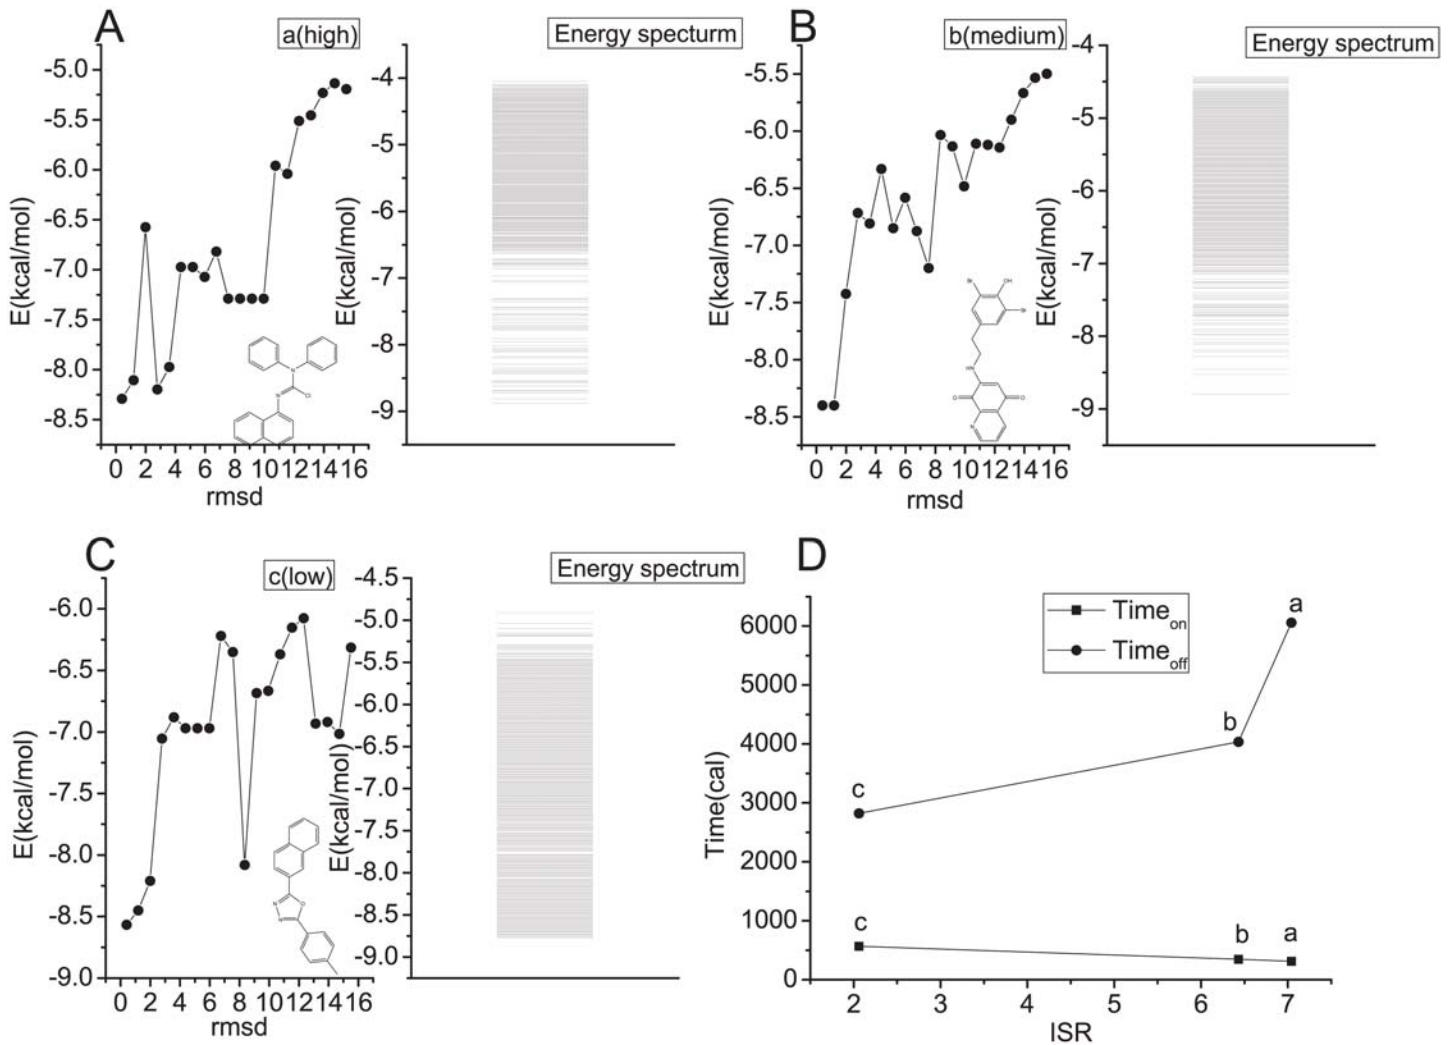 A
a(high)
Energy specturm
E(kcal/mol)
-5.0
-5.5
-6.0
-6.5
-7.0
-7.5
-8.0
-8.5
0 2 4 6 8 10 12 14 16
rmsd
N
N
Cl
E(kcal/mol)
-4
-5
-6
-7
-8
-9
B
b(medium)
Energy spectrum
E(kcal/mol)
-5.5
-6.0
-6.5
-7.0
-7.5
-8.0
-8.5
0 2 4 6 8 10 12 14 16
rmsd
Br
OH
Br
HN
O
O
N
E(kcal/mol)
-4
-5
-6
-7
-8
-9
C
c(low)
Energy spectrum
E(kcal/mol)
-6.0
-6.5
-7.0
-7.5
-8.0
-8.5
-9.0
0 2 4 6 8 10 12 14 16
rmsd
N
O
N
E(kcal/mol)
-4.5
-5.0
-5.5
-6.0
-6.5
-7.0
-7.5
-8.0
-8.5
-9.0
D
Time on
Time off
Time(cal)
6000
5000
4000
3000
2000
1000
0
a
b
c
c
b
a
2 3 4 5 6 7
ISR